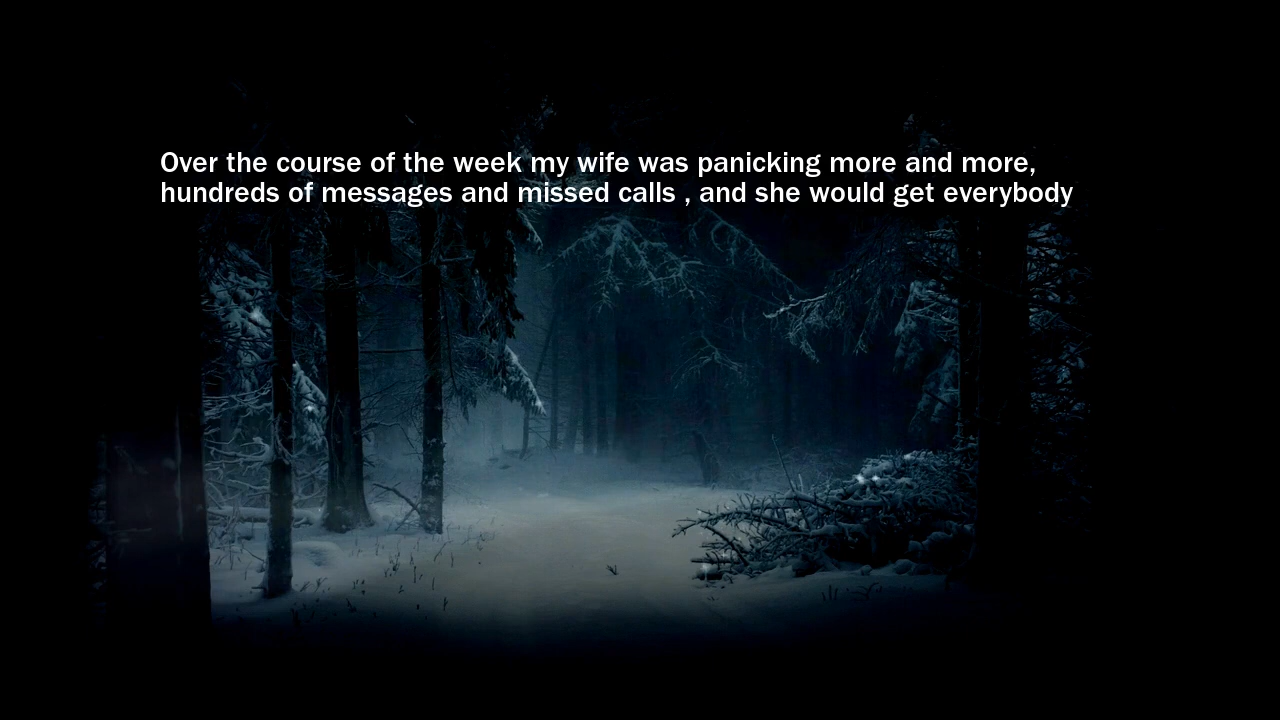 Over the course of the week my wife was panicking more and more,
hundreds of messages and missed calls , and she would get everybody